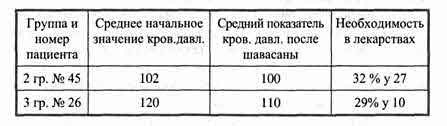 Группа и номер пациента | Среднее начальное значение кров.давл. | Средний показатель кров. давл. после шавасаны | Необходимость в лекарствах
2 гр. № 45 | 102 | 100 | 32 % у 27
3 гр. № 26 | 120 | 110 | 29% у 10